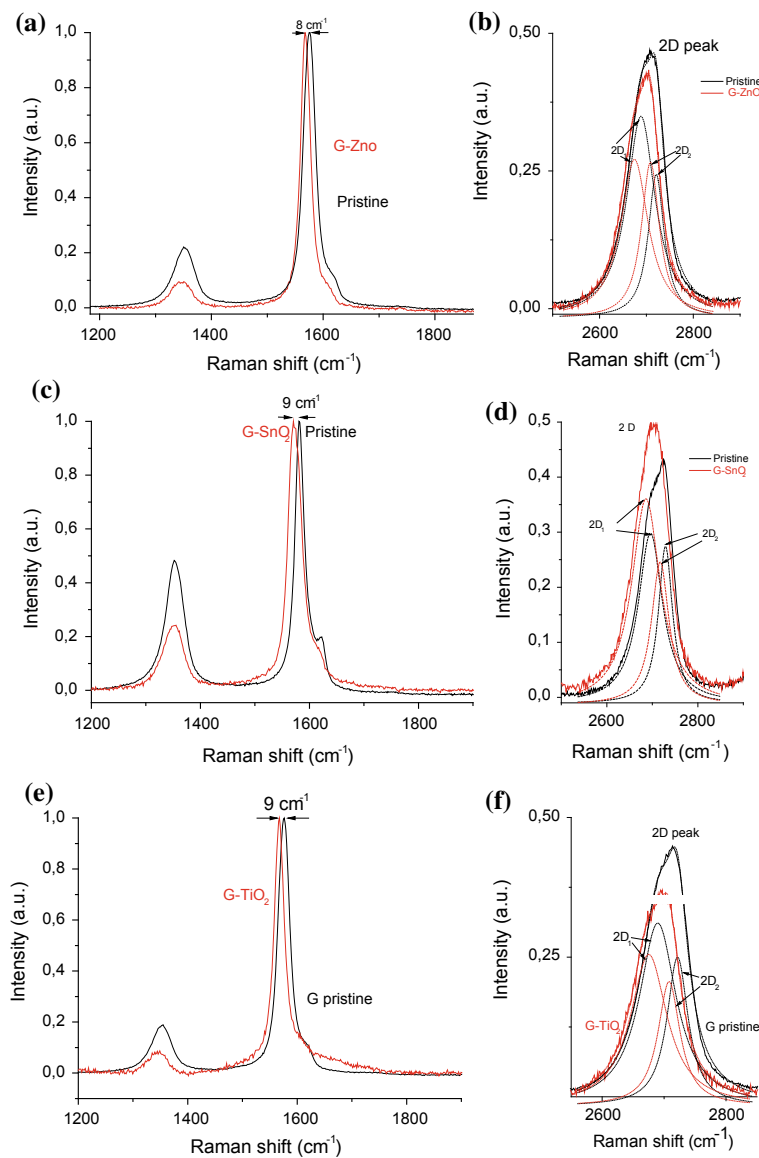 (a)
8 cm⁻¹
1,0
0,8
0,6
0,4
0,2
0,0
Intensity (a.u.)
G-Zno
Pristine
1200 1400 1600 1800
Raman shift (cm⁻¹)
(b)
0,50
0,25
0,00
Intensity (a.u.)
2D peak
Pristine
G-ZnO
2D
2D₂
2600 2800
Raman shift (cm⁻¹)
(c)
9 cm⁻¹
1,0
0,8
0,6
0,4
0,2
0,0
Intensity (a.u.)
G-SnO₂ Pristine
1200 1400 1600 1800
Raman shift (cm⁻¹)
(d)
0,5
0,4
0,3
0,2
0,1
0,0
Intensity (a.u.)
2 D
Pristine
G-SnO₂
2D₁
2D₂
2600 2800
Raman shift (cm⁻¹)
(e)
9 cm⁻¹
1,0
0,8
0,6
0,4
0,2
0,0
Intensity (a.u.)
G-TiO₂
G pristine
1200 1400 1600 1800
Raman shift (cm⁻¹)
(f)
0,50
0,25
Intensity (a.u.)
2D peak
2D₁
2D₂
G-TiO₂
G pristine
2600 2800
Raman shift (cm⁻¹)